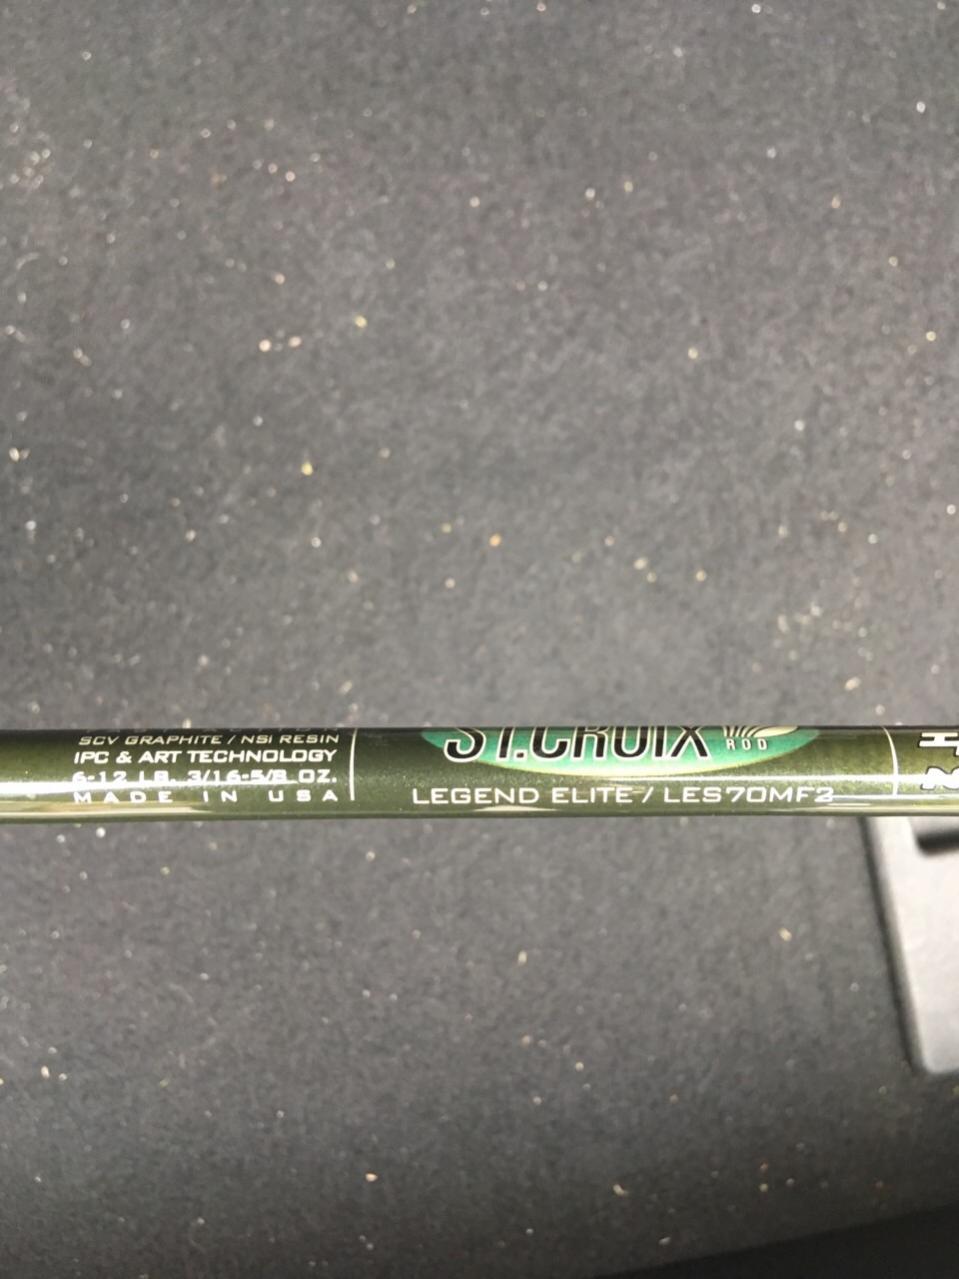 SCV GRAPHITE / NSI RESIN
IPC & ART TECHNOLOGY
6-12 LB. 3/16-5/8 OZ.
MADE IN USA
ST.CROIX
ROD
LEGEND ELITE / LES70MF2